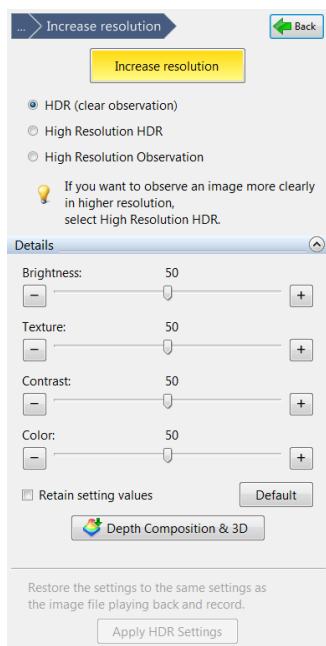 ... Increase resolution Back
Increase resolution
HDR (clear observation)
High Resolution HDR
High Resolution Observation
If you want to observe an image more clearly
in higher resolution,
select High Resolution HDR.
Details
Brightness: 50
− +
Texture: 50
− +
Contrast: 50
− +
Color: 50
− +
Retain setting values Default
Depth Composition & 3D
Restore the settings to the same settings as
the image file playing back and record.
Apply HDR Settings